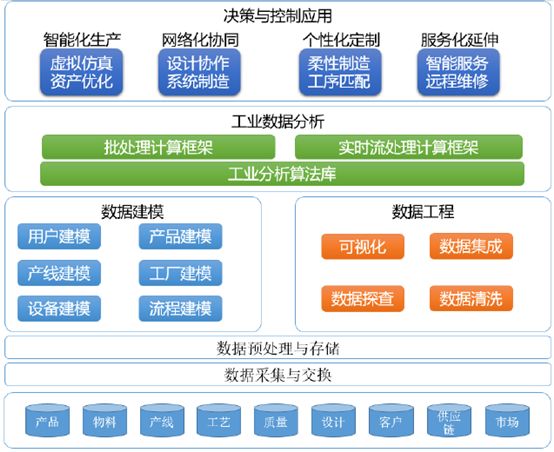 决策与控制应用
智能化生产 网络化协同 个性化定制 服务化延伸
虚拟仿真 设计协作 柔性制造 智能服务
资产优化 系统制造 工序匹配 远程维修
工业数据分析
批处理计算框架 实时流处理计算框架
工业分析算法库
数据建模 数据工程
用户建模 产品建模 可视化 数据集成
产线建模 工厂建模
设备建模 流程建模 数据探查 数据清洗
数据预处理与存储
数据采集与交换
产品 物料 产线 工艺 质量 设计 客户 供应链 市场